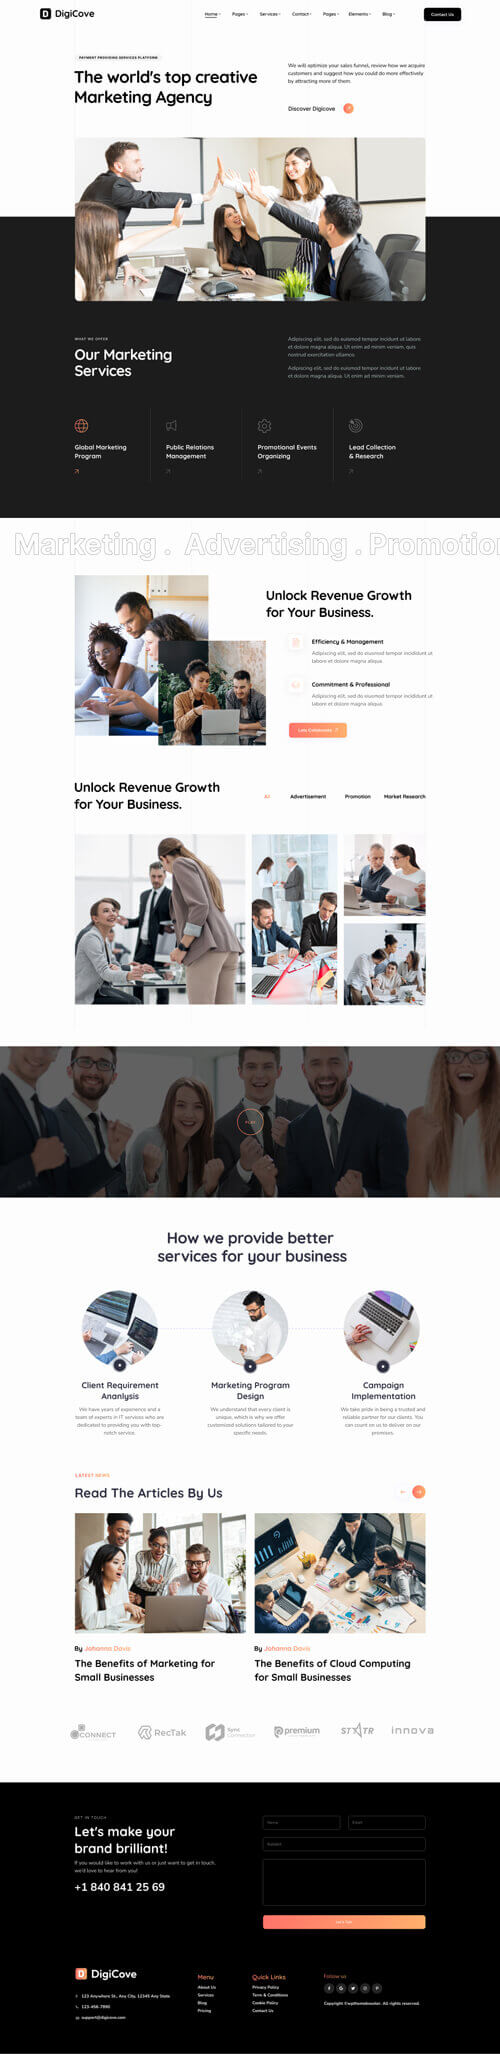 DigiCove
Home Pages Services Contact Pages Elements Blog
Contact Us
PAYMENT PROVIDING SERVICES PLATFORM
The world's top creative
Marketing Agency
We will optimize your sales funnel, review how we acquire
customers and suggest how you could do more effectively
by attracting more of them.
Discover Digicove
WHAT WE OFFER
Our Marketing
Services
Adipiscing elit, sed do euismod tempor incidunt ut labore
et dolore magna aliqua. Ut enim ad minim veniam, quis
nostrud exercitation ullamco.
Adipiscing elit, sed do euismod tempor incidunt ut labore
et dolore magna aliqua. Ut enim ad minim veniam.
Global Marketing
Program
Public Relations
Management
Promotional Events
Organizing
Lead Collection
& Research
Marketing . Advertising . Promotion
Unlock Revenue Growth
for Your Business.
Efficiency & Management
Adipiscing elit, sed do eiusmod tempor incididunt ut
labore et dolore magna aliqua.
Commitment & Professional
Adipiscing elit, sed do eiusmod tempor incididunt ut
labore et dolore magna aliqua.
Lets Collaborate
Unlock Revenue Growth
for Your Business.
All Advertisement Promotion Market Research
PLAY
How we provide better
services for your business
Client Requirement
Ananlysis
We have years of experience and a
team of experts in IT services who are
dedicated to providing you with top-
notch service.
Marketing Program
Design
We understand that every client is
unique, which is why we offer
customized solutions tailored to your
specific needs.
Campaign
Implementation
We take pride in being a trusted and
reliable partner for our clients. You
can count on us to deliver on our
promises.
LATEST NEWS
Read The Articles By Us
By Johanna Davis
The Benefits of Marketing for
Small Businesses
By Johanna Davis
The Benefits of Cloud Computing
for Small Businesses
CONNECT
RecTak
Sync
Connector
premium
innova
GET IN TOUCH
Let's make your
brand brilliant!
If you would like to work with us or just want to get in touch,
we'd love to hear from you!
+1 840 841 25 69
Name
Email
Subject
Let's Talk
DigiCove
123 Anywhere St., Any City, 12345 Any State
123-456-7890
support@digicove.com
Menu
About Us
Services
Blog
Pricing
Quick Links
Privacy Policy
Term & Conditions
Cookie Policy
Contact Us
Follow us
Copyright ©wpthemebooster. All rights reserved.